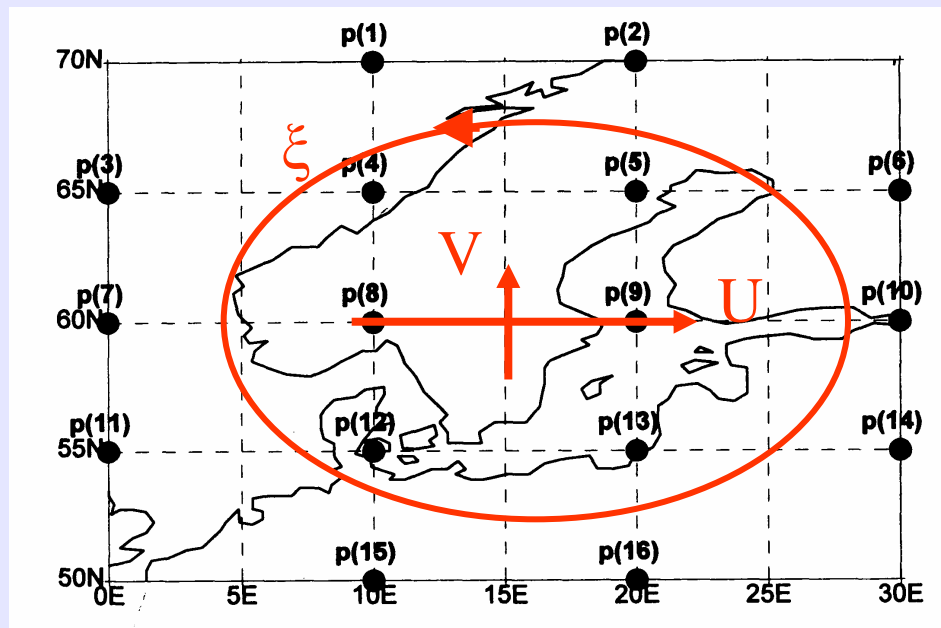 p(1) p(2)
70N
ξ
p(3) p(4) p(5) p(6)
65N
V
U
p(7) p(8) p(9) p(10)
60N
p(11) p(12) p(13) p(14)
55N
p(15) p(16)
50N
0E 5E 10E 15E 20E 25E 30E